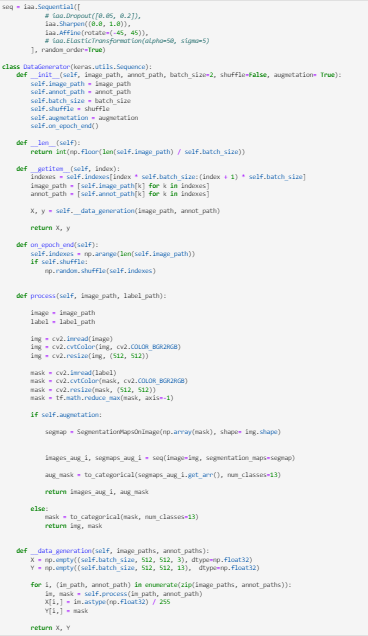 seq = iaa.Sequential([
# iaa.Dropout([0.05, 0.2]),
iaa.Sharpen((0.0, 1.0)),
iaa.Affine(rotate=(-45, 45)),
# iaa.ElasticTransformation(alpha=50, sigma=5)
], random_order=True)
class DataGenerator(keras.utils.Sequence):
def __init__(self, image_path, annot_path, batch_size=2, shuffle=False, augmetation= True):
self.image_path = image_path
self.annot_path = annot_path
self.batch_size = batch_size
self.shuffle = shuffle
self.augmetation = augmetation
self.on_epoch_end()
def __len__(self):
return int(np.floor(len(self.image_path) / self.batch_size))
def __getitem__(self, index):
indexes = self.indexes[index * self.batch_size:(index + 1) * self.batch_size]
image_path = [self.image_path[k] for k in indexes]
annot_path = [self.annot_path[k] for k in indexes]
X, y = self.__data_generation(image_path, annot_path)
return X, y
def on_epoch_end(self):
self.indexes = np.arange(len(self.image_path))
if self.shuffle:
np.random.shuffle(self.indexes)
def process(self, image_path, label_path):
image = image_path
label = label_path
img = cv2.imread(image)
img = cv2.cvtColor(img, cv2.COLOR_BGR2RGB)
img = cv2.resize(img, (512, 512))
mask = cv2.imread(label)
mask = cv2.cvtColor(mask, cv2.COLOR_BGR2RGB)
mask = cv2.resize(mask, (512, 512))
mask = tf.math.reduce_max(mask, axis=-1)
if self.augmetation:
segmap = SegmentationMapsOnImage(np.array(mask), shape= img.shape)
images_aug_i, segmaps_aug_i = seq(image=img, segmentation_maps=segmap)
aug_mask = to_categorical(segmaps_aug_i.get_arr(), num_classes=13)
return images_aug_i, aug_mask
else:
mask = to_categorical(mask, num_classes=13)
return img, mask
def __data_generation(self, image_paths, annot_paths):
X = np.empty((self.batch_size, 512, 512, 3), dtype=np.float32)
Y = np.empty((self.batch_size, 512, 512, 13), dtype=np.float32)
for i, (im_path, annot_path) in enumerate(zip(image_paths, annot_paths)):
im, mask = self.process(im_path, annot_path)
X[i,] = im.astype(np.float32) / 255
Y[i,] = mask
return X, Y